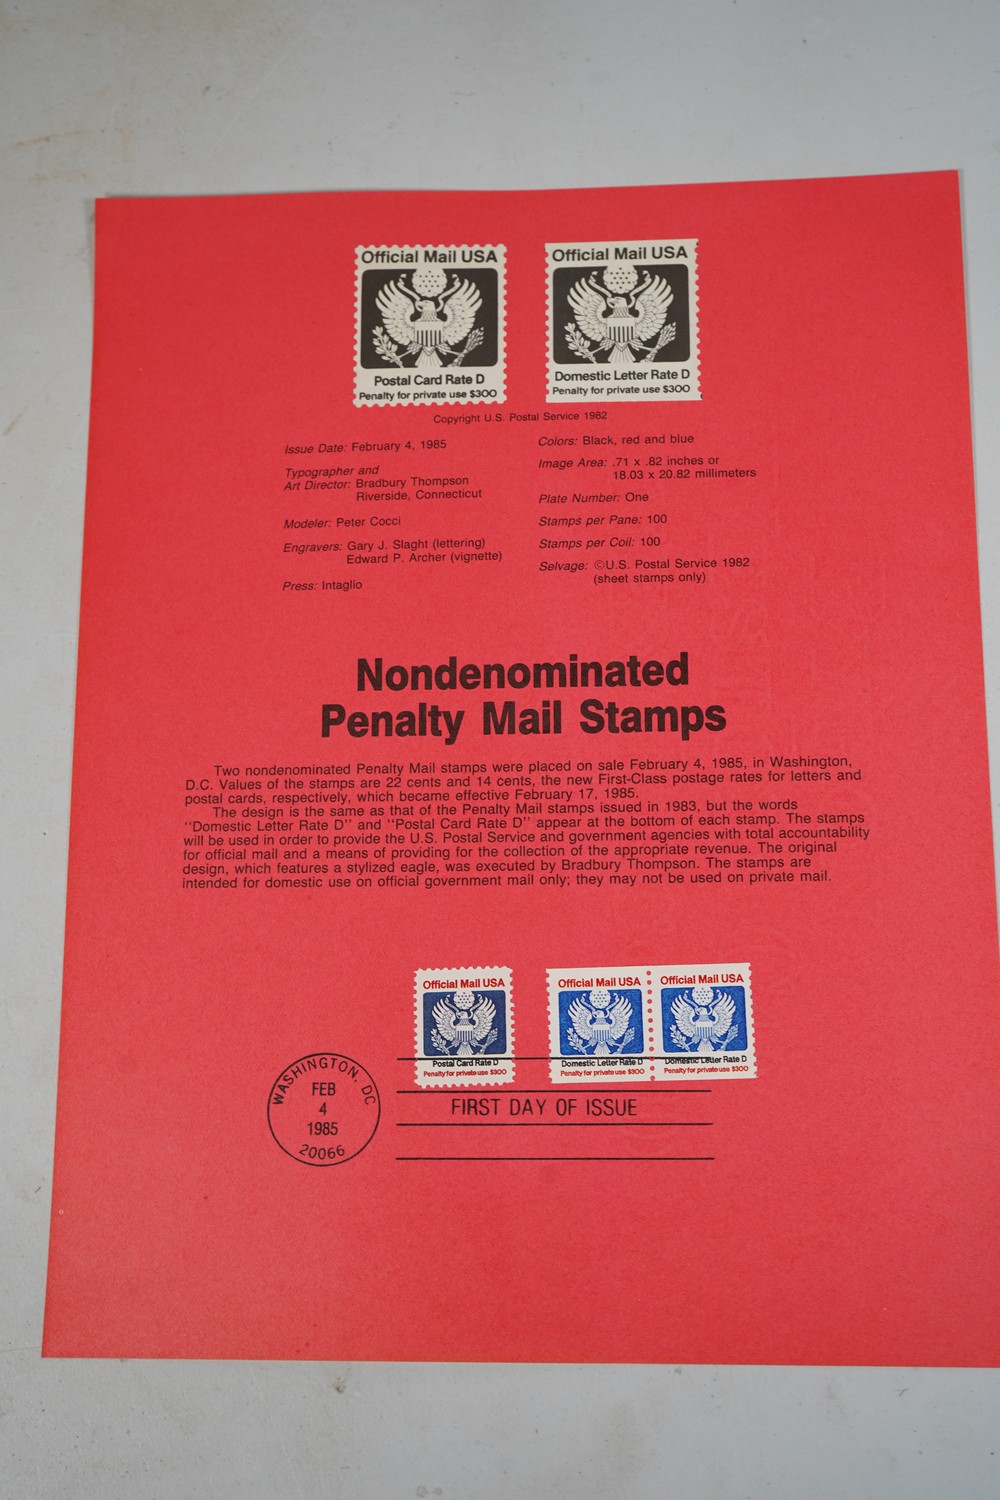 Official Mail USA
Postal Card Rate D
Penalty for private use $300
Official Mail USA
Domestic Letter Rate D
Penalty for private use $300
Copyright U.S. Postal Service 1982
Issue Date: February 4, 1985
Typographer and
Art Director: Bradbury Thompson
Riverside, Connecticut
Modeler: Peter Cocci
Engravers: Gary J. Slaght (lettering)
Edward P. Archer (vignette)
Press: Intaglio
Colors: Black, red and blue
Image Area: .71 x .82 inches or
18.03 x 20.82 millimeters
Plate Number: One
Stamps per Pane: 100
Stamps per Coil: 100
Selvage: ©U.S. Postal Service 1982
(sheet stamps only)
Nondenominated
Penalty Mail Stamps
Two nondenominated Penalty Mail stamps were placed on sale February 4, 1985, in Washington,
D.C. Values of the stamps are 22 cents and 14 cents, the new First-Class postage rates for letters and
postal cards, respectively, which became effective February 17, 1985.
The design is the same as that of the Penalty Mail stamps issued in 1983, but the words
"Domestic Letter Rate D" and "Postal Card Rate D" appear at the bottom of each stamp. The stamps
will be used in order to provide the U.S. Postal Service and government agencies with total accountability
for official mail and a means of providing for the collection of the appropriate revenue. The original
design, which features a stylized eagle, was executed by Bradbury Thompson. The stamps are
intended for domestic use on official government mail only; they may not be used on private mail.
Official Mail USA
Postal Card Rate D
Penalty for private use $300
Official Mail USA
Domestic Letter Rate D
Penalty for private use $300
Official Mail USA
Domestic Letter Rate D
Penalty for private use $300
WASHINGTON, DC
FEB
4
1985
20066
FIRST DAY OF ISSUE